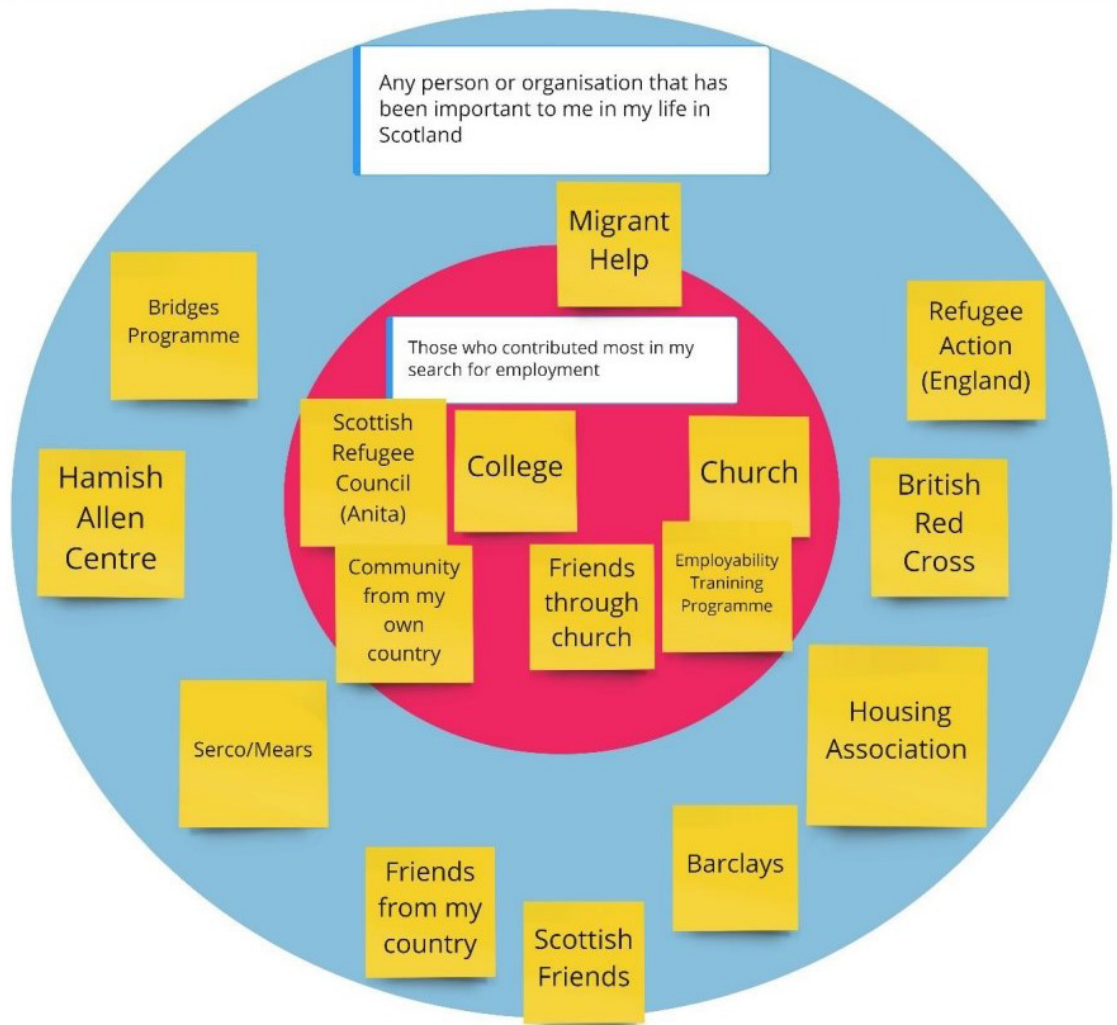 Any person or organisation that has
been important to me in my life in
Scotland
Migrant
Help
Bridges
Programme
Refugee
Action
(England)
Those who contributed most in my
search for employment
Scottish
Refugee
Council
(Anita)
College
Church
Hamish
Allen
Centre
British
Red
Cross
Community
from my
own
country
Friends
through
church
Employability
Tranining
Programme
Serco/Mears
Housing
Association
Barclays
Friends
from my
country
Scottish
Friends